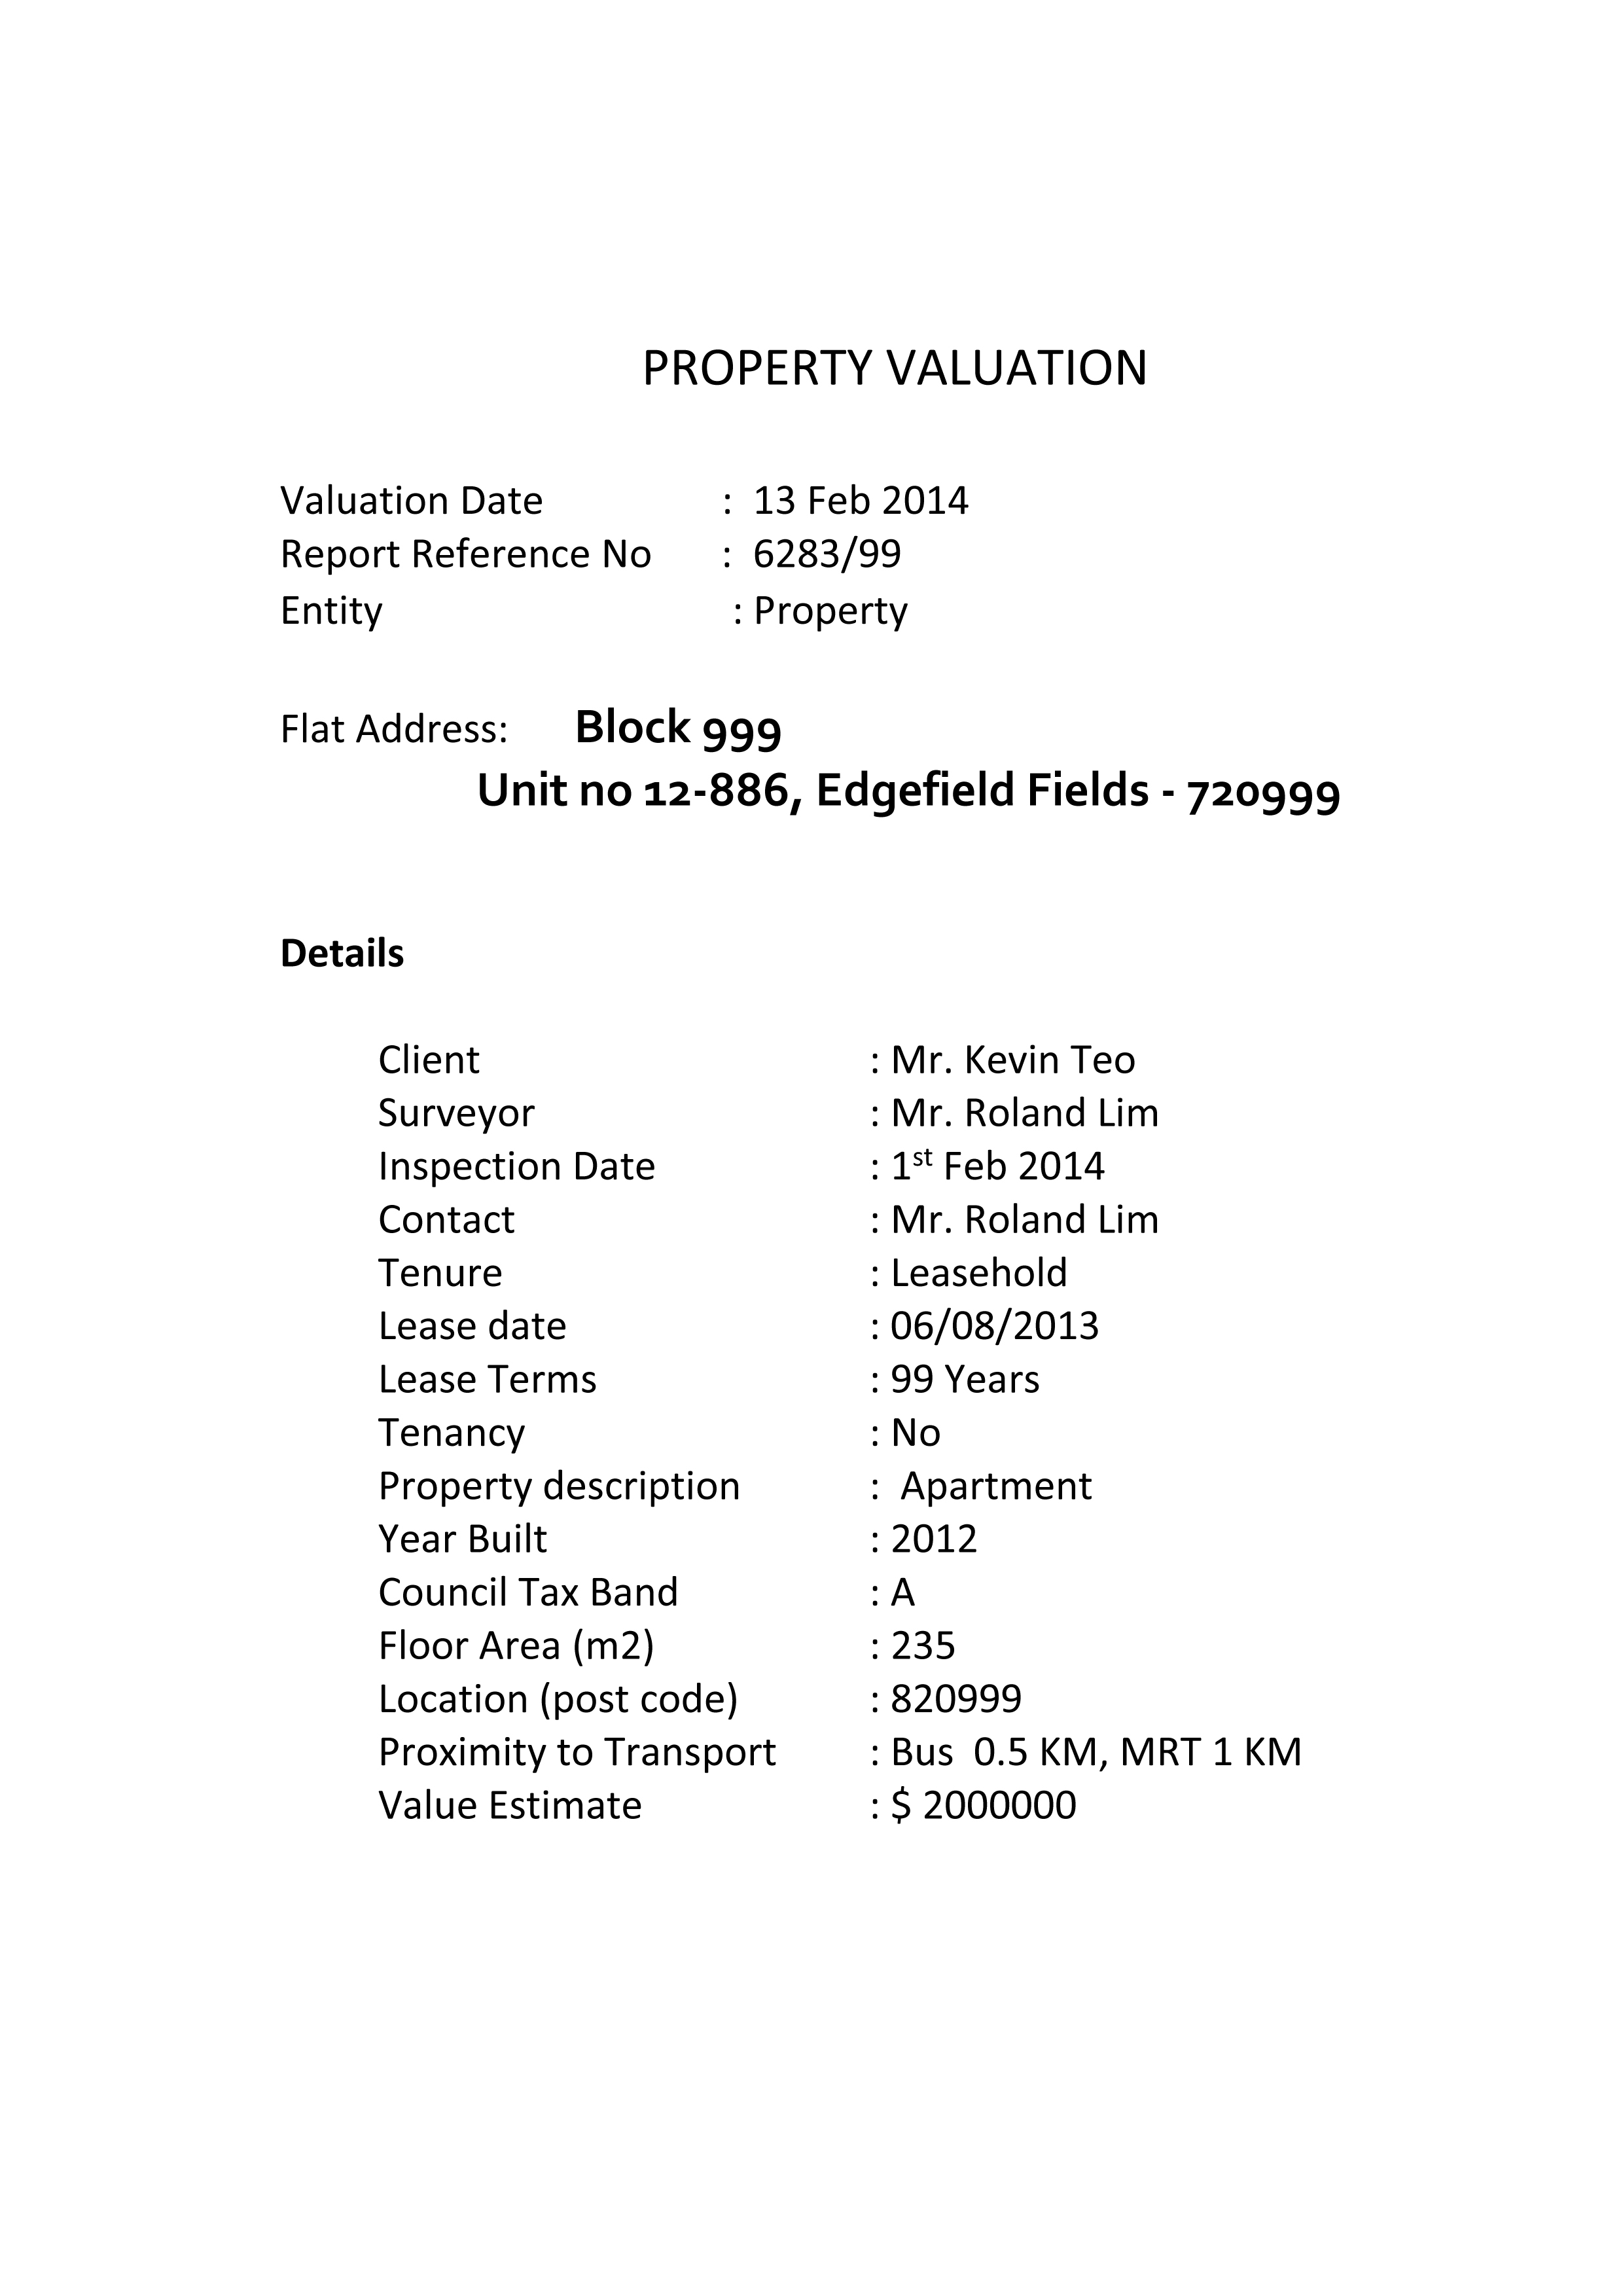 PROPERTY VALUATION
Valuation Date : 13 Feb 2014
Report Reference No : 6283/99
Entity : Property
Flat Address: Block 999
Unit no 12-886, Edgefield Fields - 720999
Details
Client : Mr. Kevin Teo
Surveyor : Mr. Roland Lim
Inspection Date : 1st Feb 2014
Contact : Mr. Roland Lim
Tenure : Leasehold
Lease date : 06/08/2013
Lease Terms : 99 Years
Tenancy : No
Property description : Apartment
Year Built : 2012
Council Tax Band : A
Floor Area (m2) : 235
Location (post code) : 820999
Proximity to Transport : Bus 0.5 KM, MRT 1 KM
Value Estimate : $ 2000000